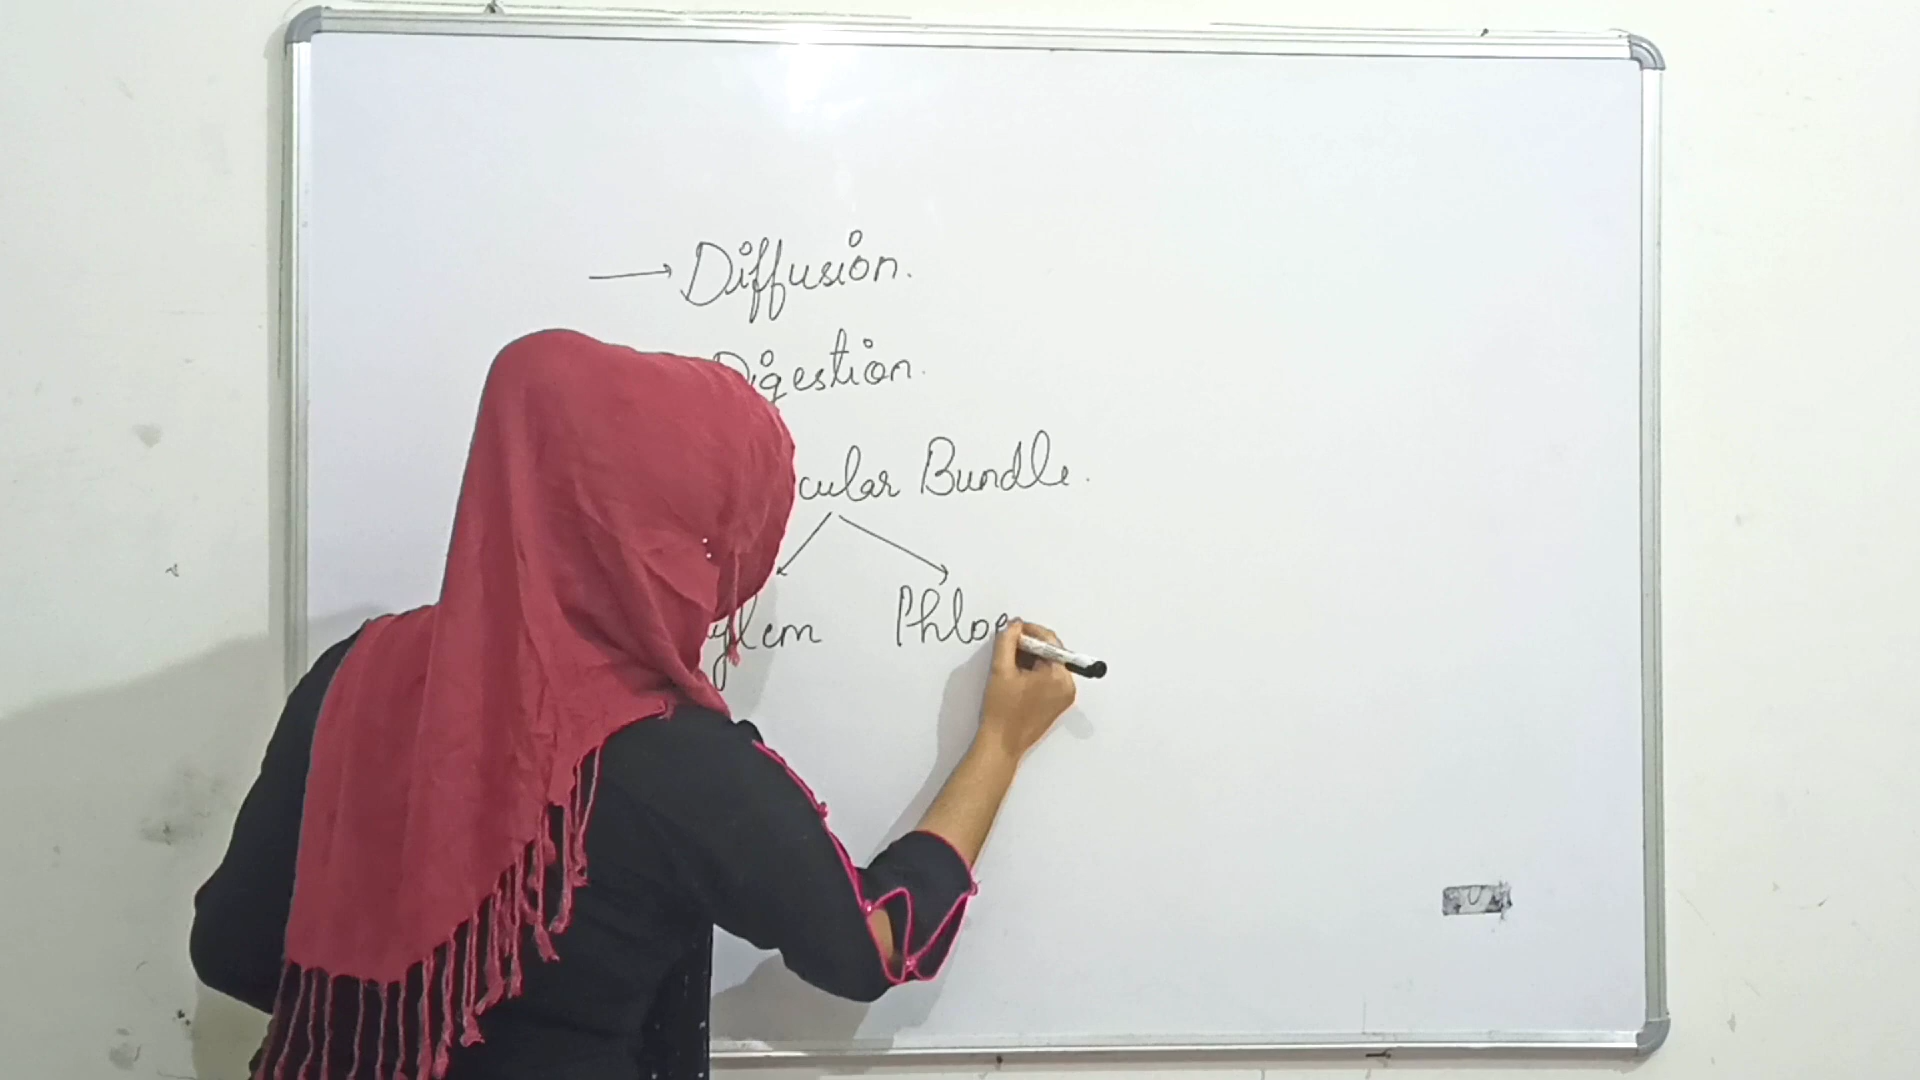 → Diffusion.
Digestion.
cular Bundle.
ylem Phloe